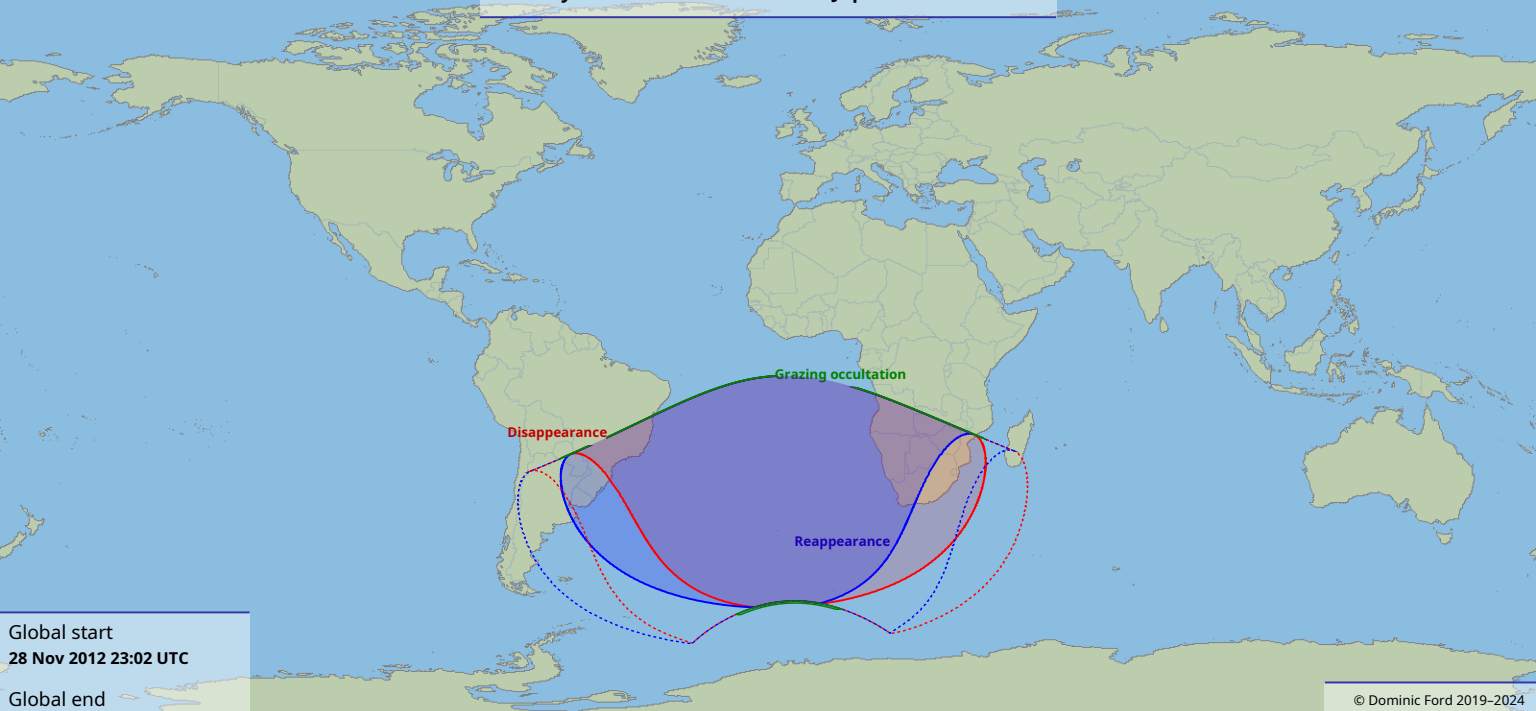 Grazing occultation
Disappearance
Reappearance
Global start
28 Nov 2012 23:02 UTC
Global end
© Dominic Ford 2019–2024